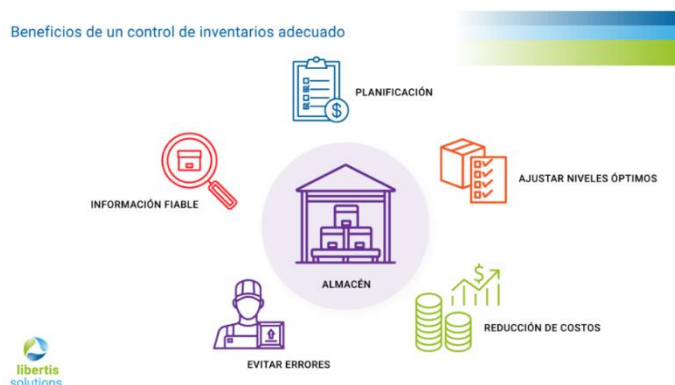 Beneficios de un control de inventarios adecuado
PLANIFICACIÓN
INFORMACIÓN FIABLE
AJUSTAR NIVELES ÓPTIMOS
ALMACÉN
REDUCCIÓN DE COSTOS
EVITAR ERRORES
libertis
solutions